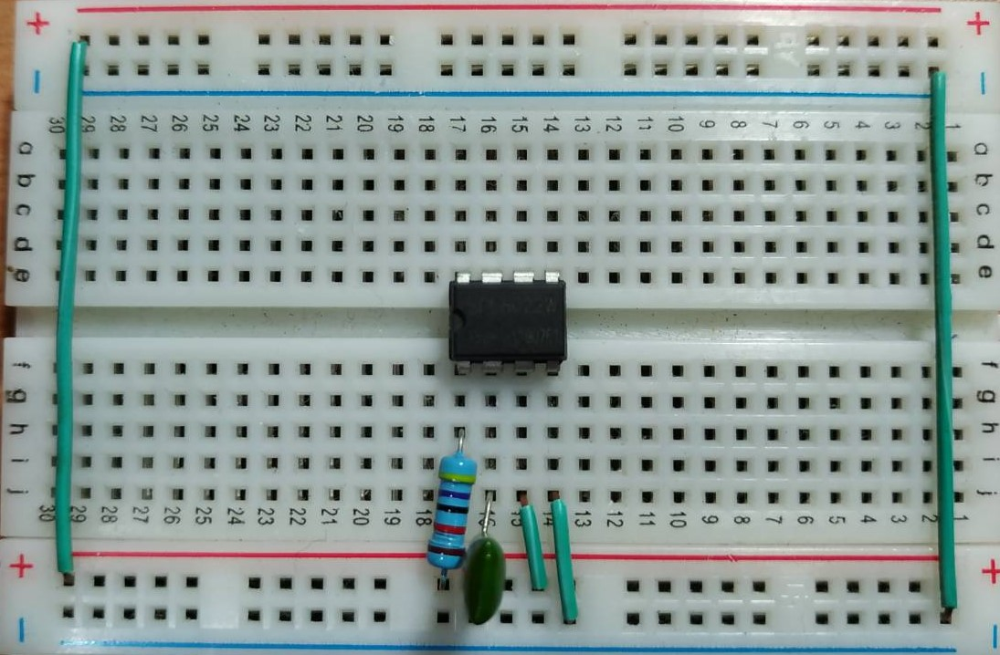 + +
- -
30 29 28 27 26 25 24 23 22 21 20 19 18 17 16 15 14 13 12 11 10 9 8 7 6 5 4 3 2 1
a a
b b
c c
d d
e e
f f
g g
h h
i i
j j
30 29 28 27 26 25 24 23 22 21 20 19 18 16 15 14 13 12 11 10 9 8 7 6 5 4 3 2 1
+ +
- -